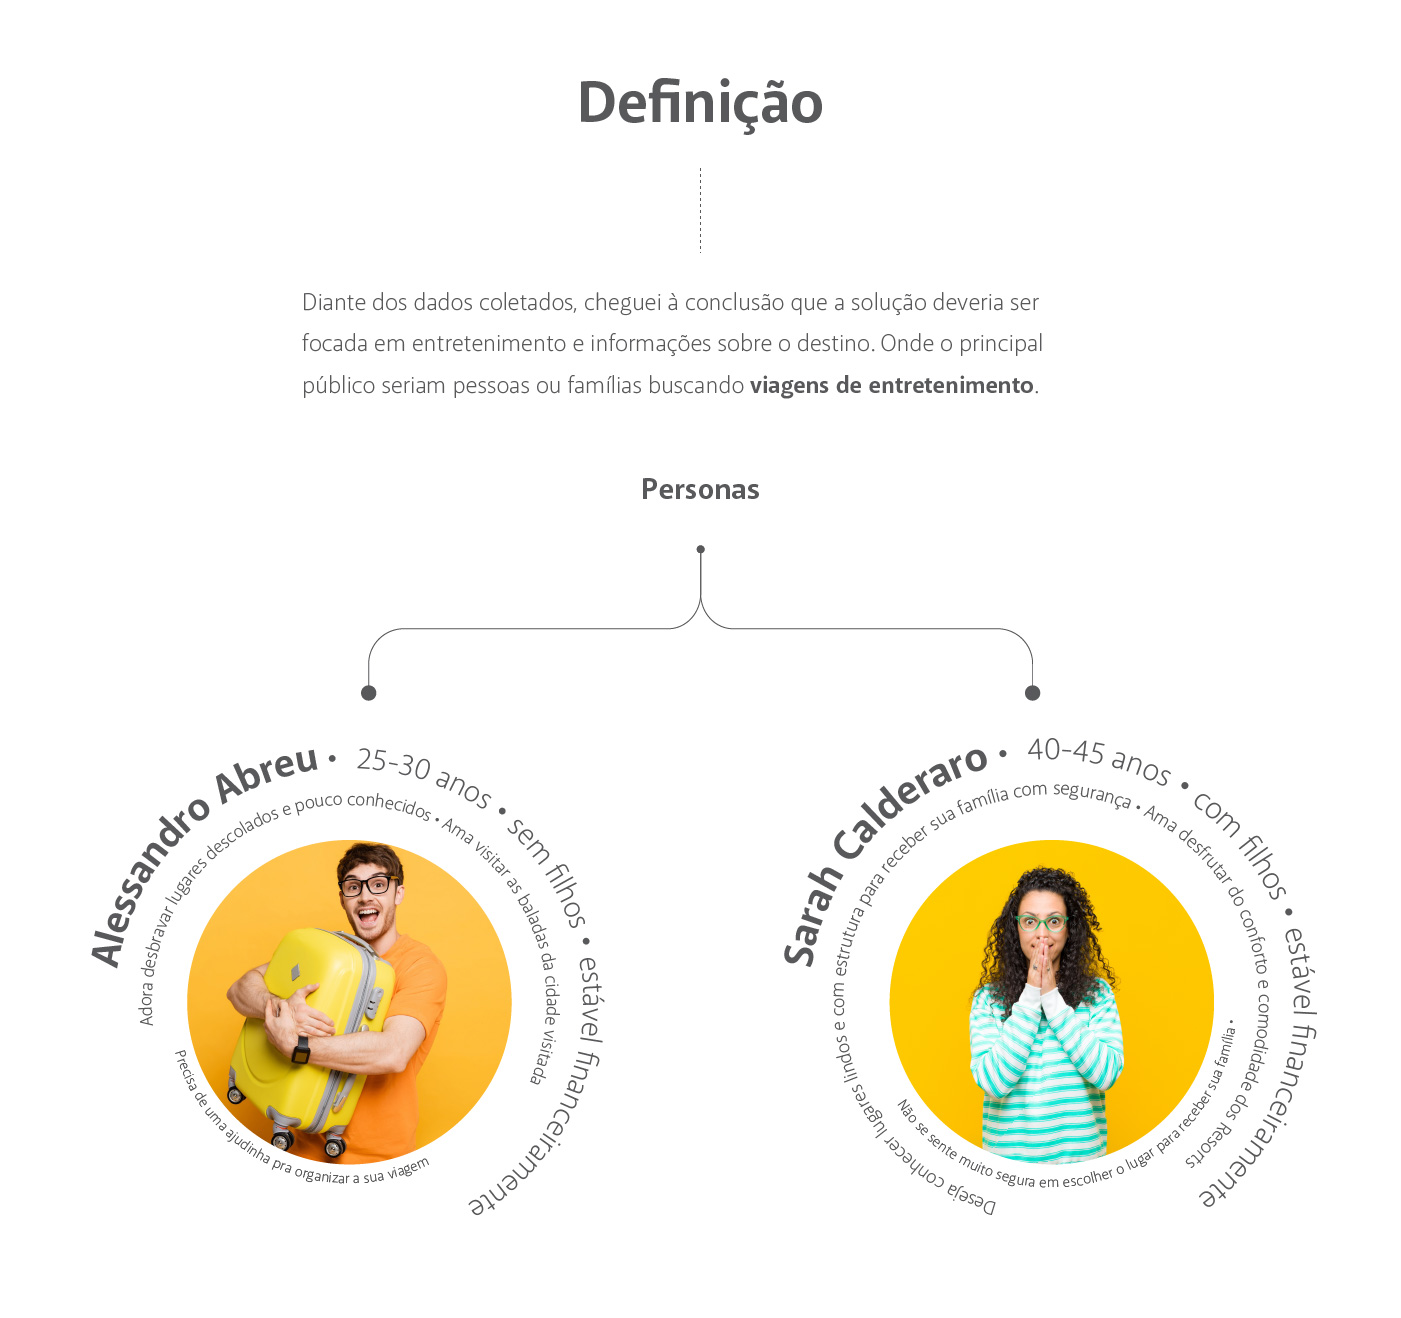 Definição
Diante dos dados coletados, cheguei à conclusão que a solução deveria ser
focada em entretenimento e informações sobre o destino. Onde o principal
público seriam pessoas ou famílias buscando viagens de entretenimento.
Personas
Alessandro Abreu • 25-30 anos • sem filhos • estável financeiramente
Adora desbravar lugares descolados e pouco conhecidos • Ama visitar as baladas da cidade visitada
Precisa de uma ajudinha pra organizar a sua viagem
Sarah Calderaro • 40-45 anos • com filhos • estável financeiramente
Deseja conhecer lugares lindos e com estrutura para receber sua família com segurança • Ama desfrutar do conforto e comodidade dos Resorts
Não se sente muito segura em escolher o lugar para receber sua família •